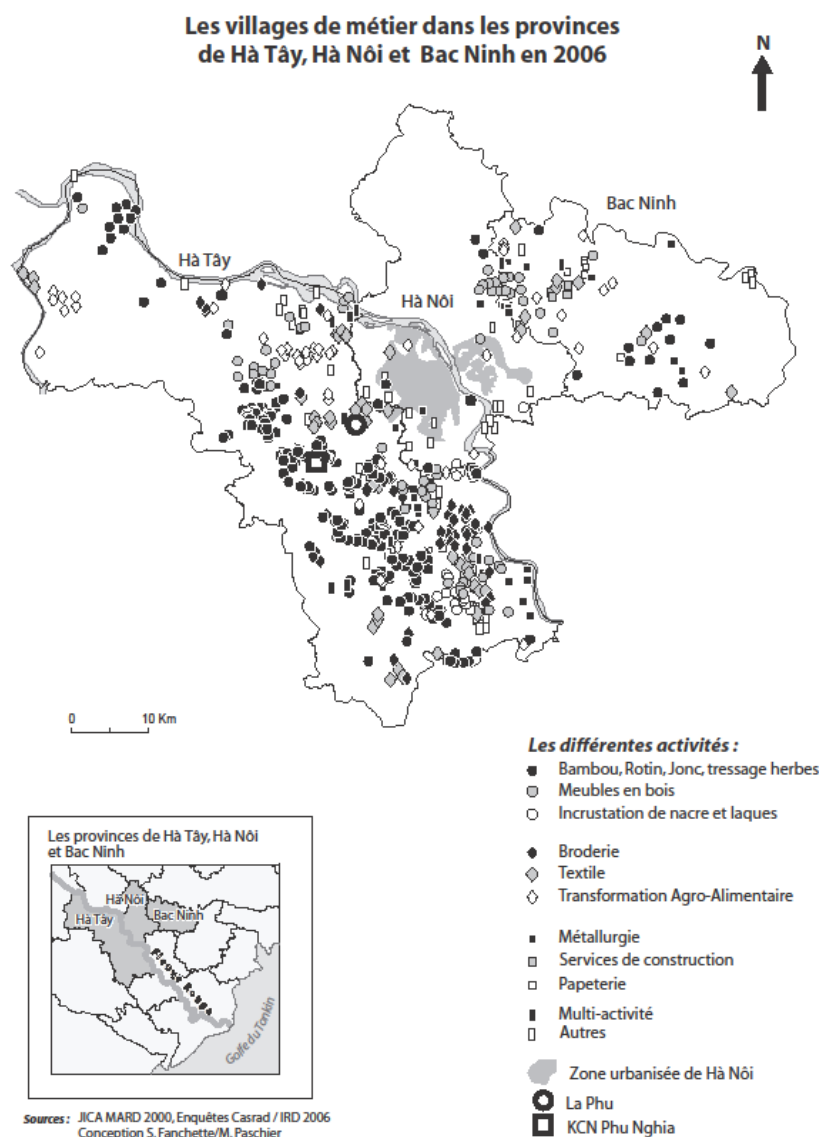 Les villages de métier dans les provinces
de Hà Tây, Hà Nôi et Bac Ninh en 2006
N
Bac Ninh
Hà Tây
Hà Nôi
0 10 Km
Les différentes activités :
Bambou, Rotin, Jonc, tressage herbes
Meubles en bois
Incrustation de nacre et laques
Broderie
Textile
Transformation Agro-Alimentaire
Métallurgie
Services de construction
Papeterie
Multi-activité
Autres
Zone urbanisée de Hà Nôi
La Phu
KCN Phu Nghia
Les provinces de Hà Tây, Hà Nôi
et Bac Ninh
Hà Nôi
Hà Tây
Bac Ninh
Golfe du Tonkin
Sources : JICA MARD 2000, Enquêtes Casrad / IRD 2006
Conception S. Fanchette/M. Paschier